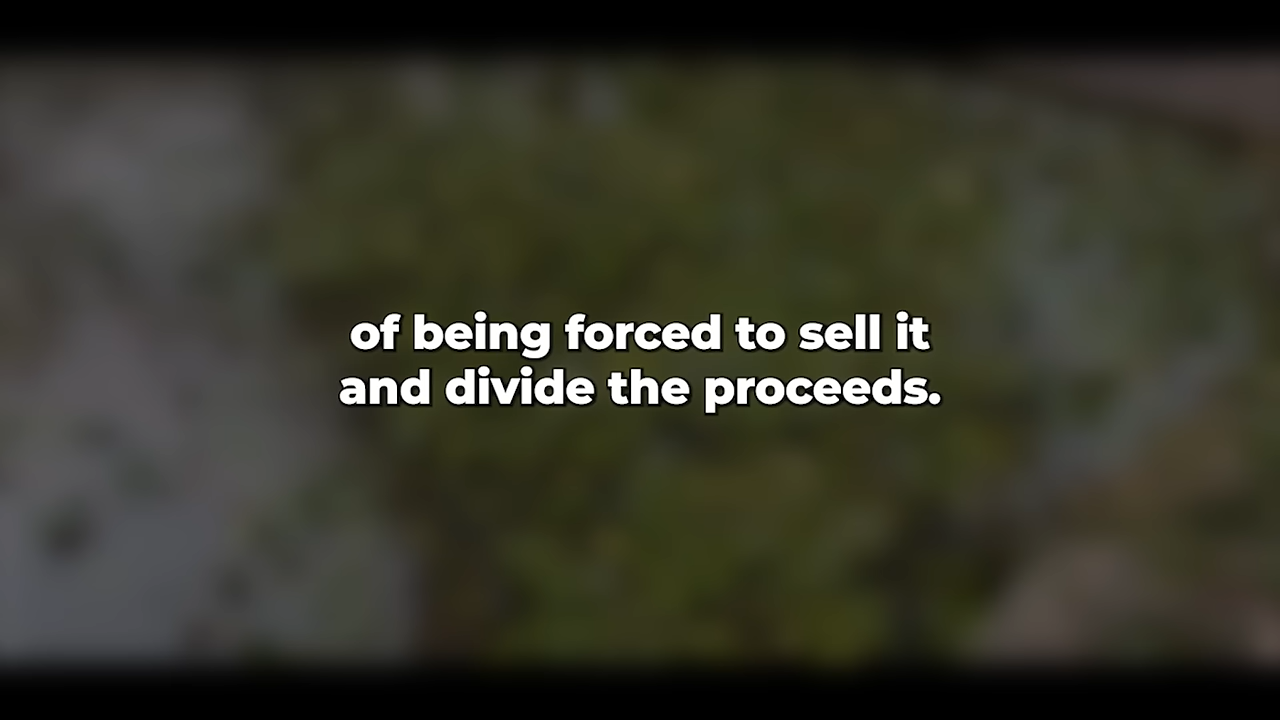 of being forced to sell it
and divide the proceeds.